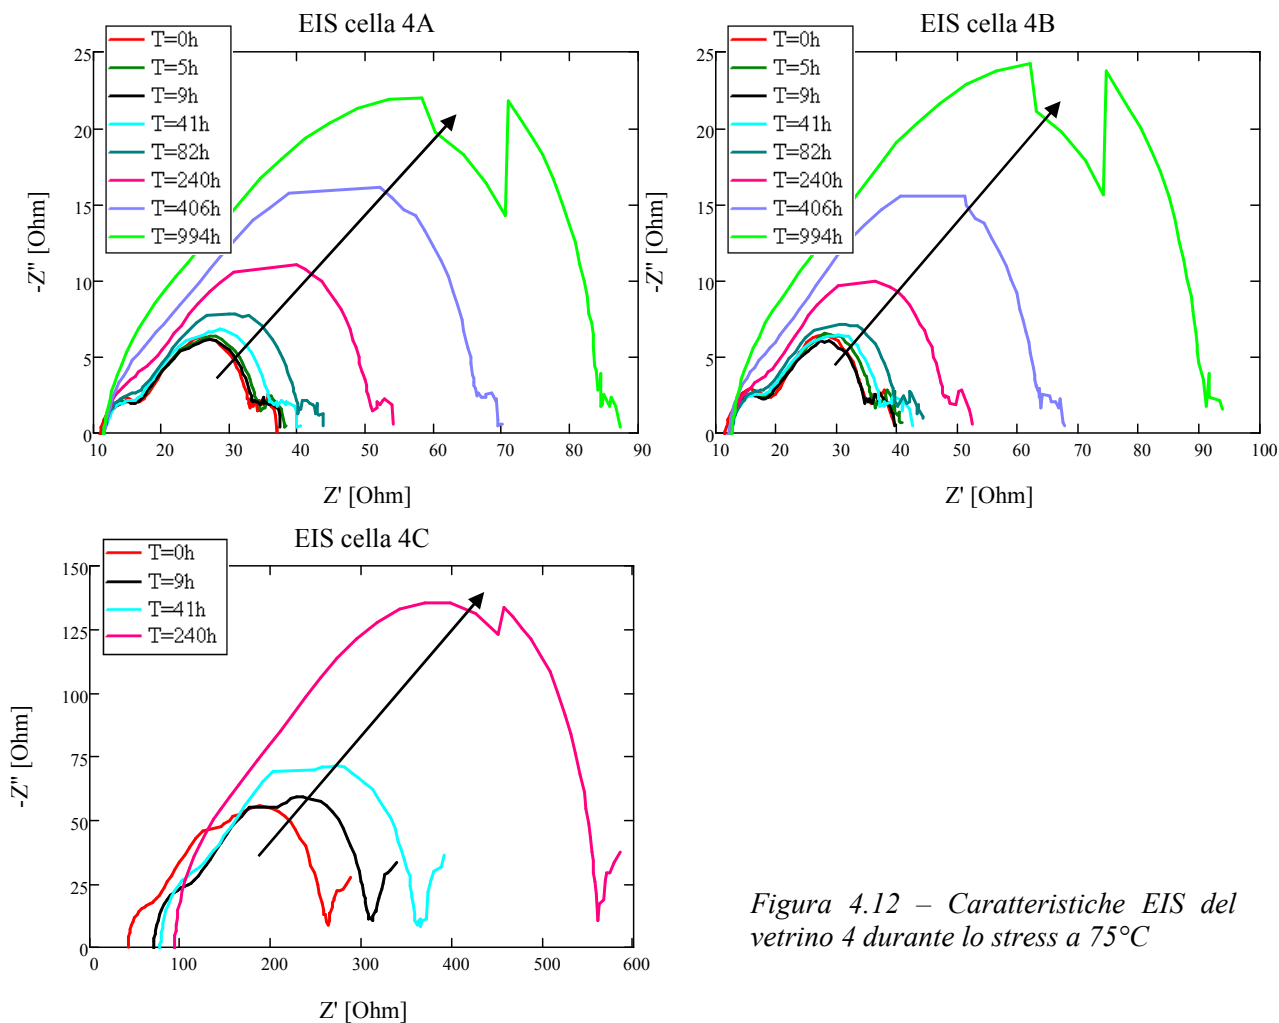 EIS cella 4A
T=0h
T=5h
T=9h
T=41h
T=82h
T=240h
T=406h
T=994h
25
20
15
10
5
0
-Z'' [Ohm]
10 20 30 40 50 60 70 80 90
Z' [Ohm]
EIS cella 4B
T=0h
T=5h
T=9h
T=41h
T=82h
T=240h
T=406h
T=994h
25
20
15
10
5
0
-Z'' [Ohm]
10 20 30 40 50 60 70 80 90 100
Z' [Ohm]
EIS cella 4C
T=0h
T=9h
T=41h
T=240h
150
125
100
75
50
25
0
-Z'' [Ohm]
0 100 200 300 400 500 600
Z' [Ohm]
Figura 4.12 – Caratteristiche EIS del
vetrino 4 durante lo stress a 75°C